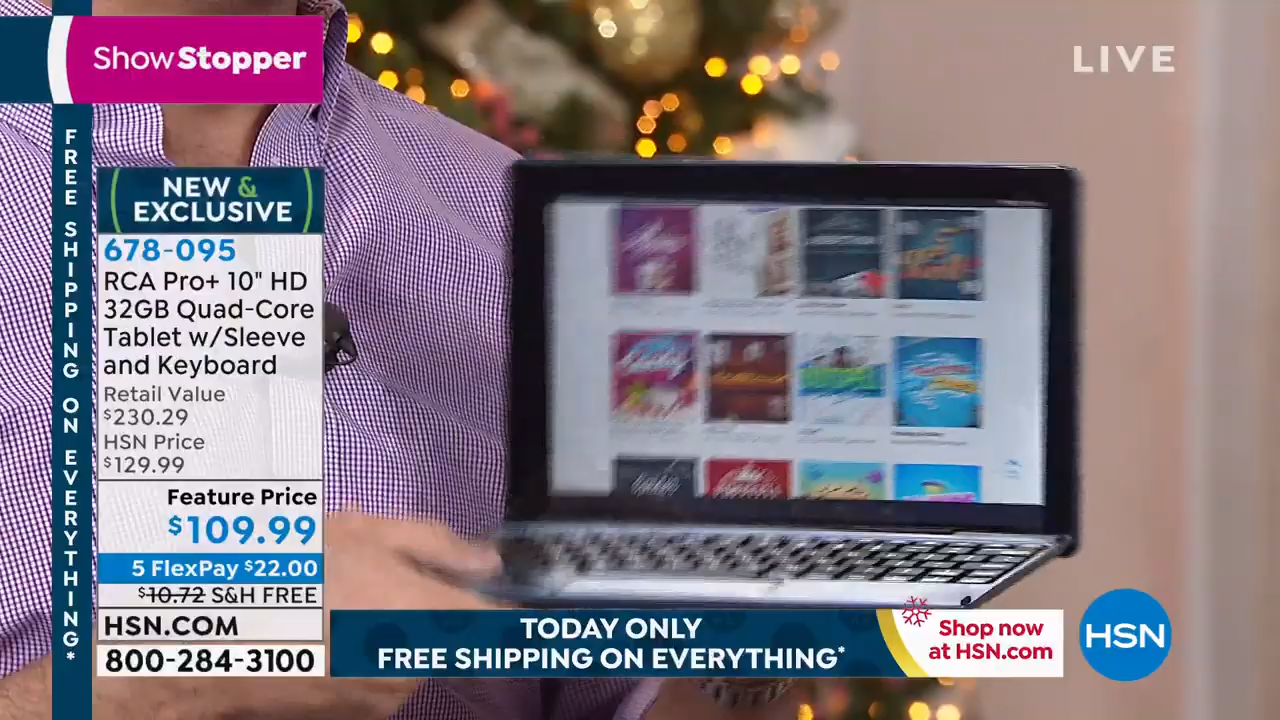 ShowStopper
LIVE
FREE SHIPPING ON EVERYTHING*
NEW &
EXCLUSIVE
678-095
RCA Pro+ 10" HD
32GB Quad-Core
Tablet w/Sleeve
and Keyboard
Retail Value
$230.29
HSN Price
$129.99
Feature Price
$109.99
5 FlexPay $22.00
$10.72 S&H FREE
HSN.COM
800-284-3100
TODAY ONLY
FREE SHIPPING ON EVERYTHING*
Shop now
at HSN.com
HSN